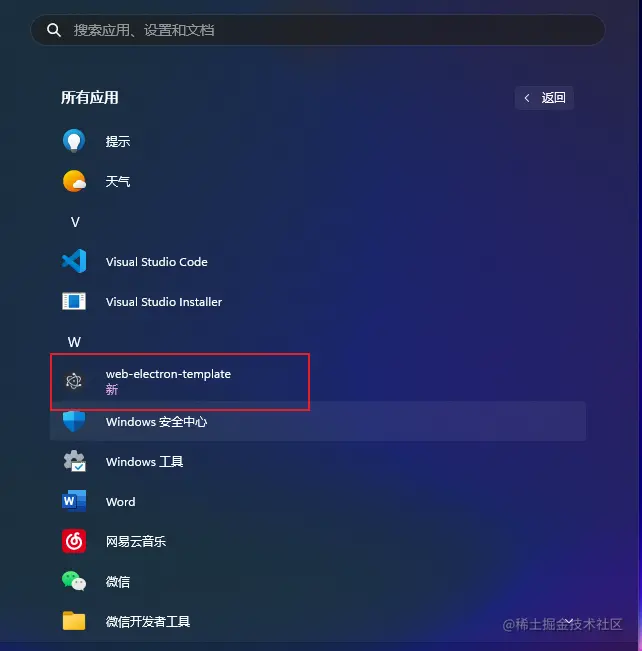 搜索应用、设置和文档
所有应用
返回
提示
天气
V
Visual Studio Code
Visual Studio Installer
W
web-electron-template
新
Windows 安全中心
Windows 工具
Word
网易云音乐
微信
微信开发者工具
@稀土掘金技术社区